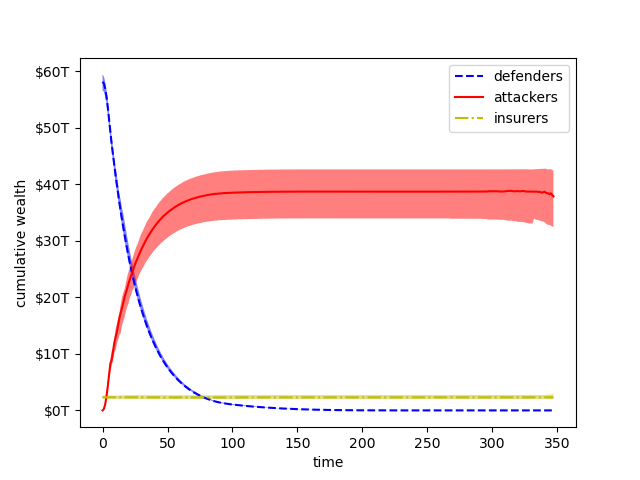 $60T
$50T
$40T
$30T
$20T
$10T
$0T
cumulative wealth
defenders
attackers
insurers
0 50 100 150 200 250 300 350
time